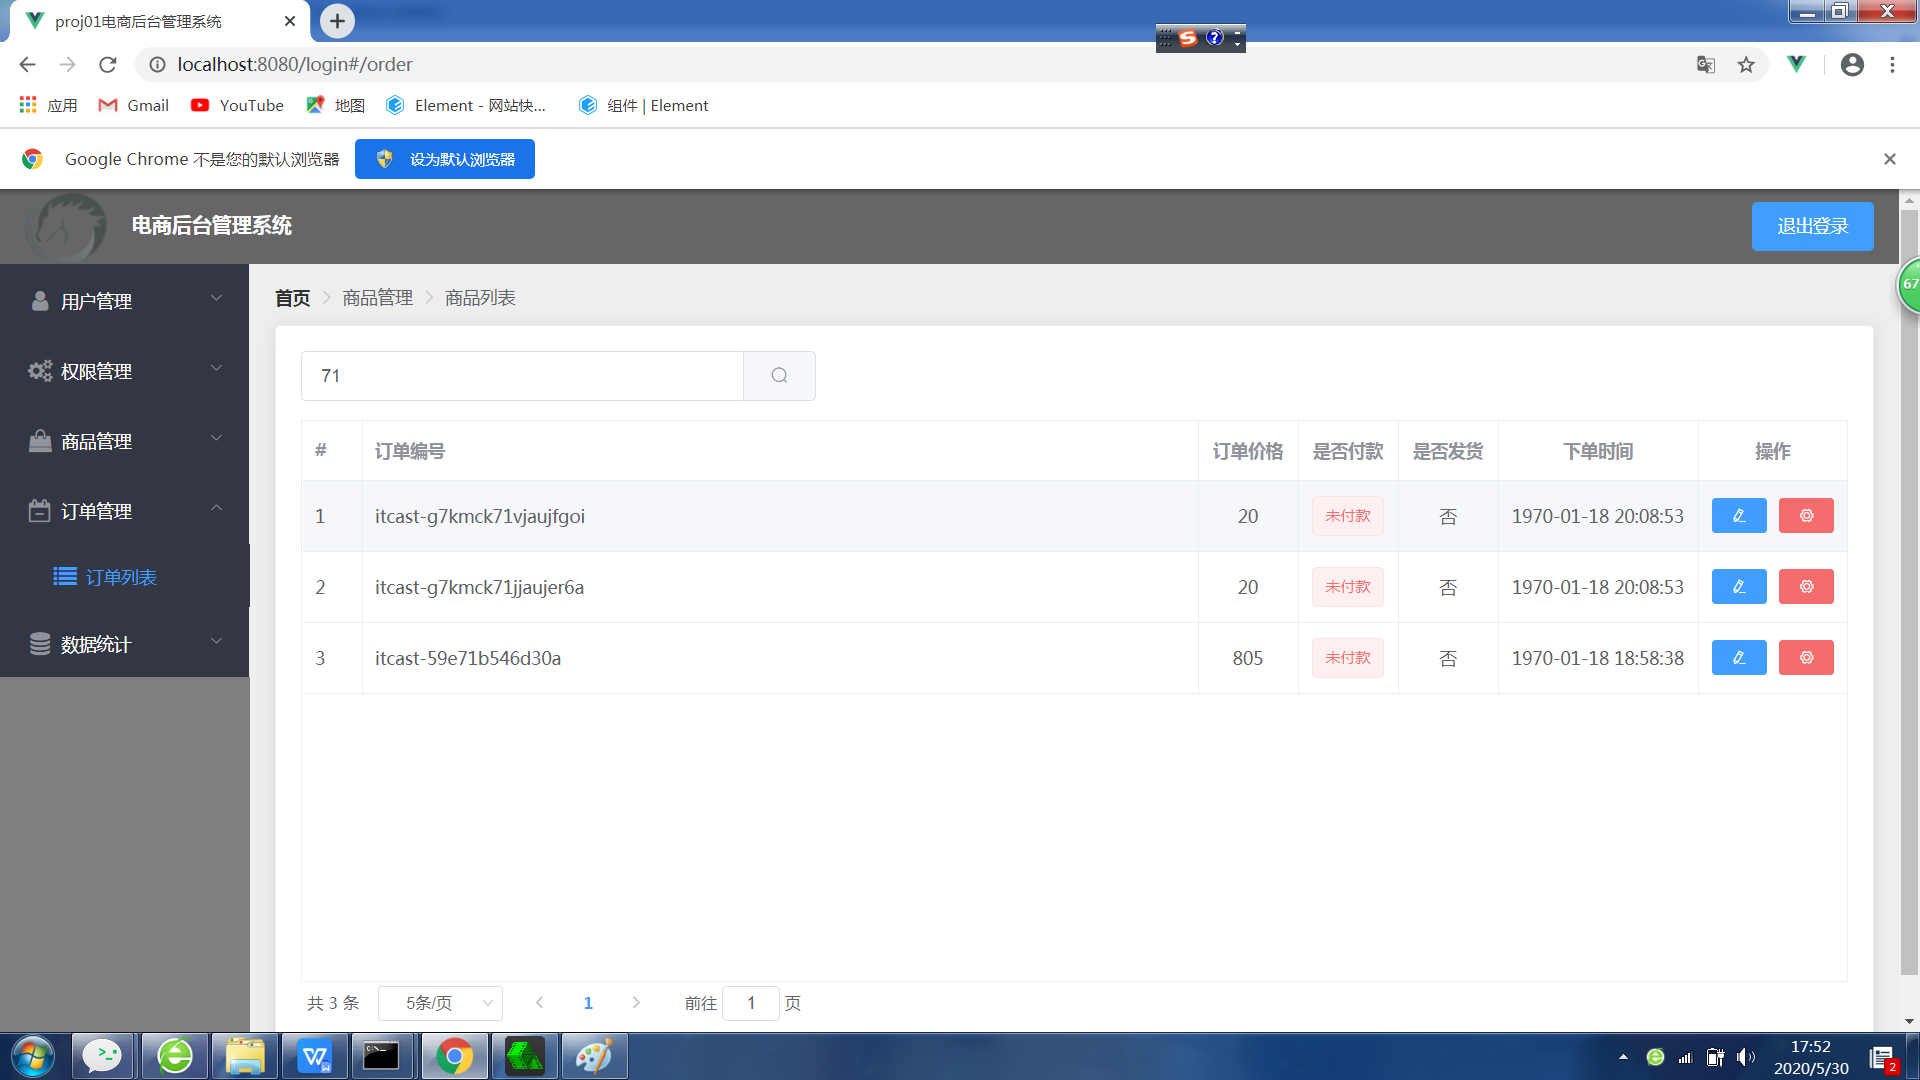 proj01电商后台管理系统
localhost:8080/login#/order
应用 Gmail YouTube 地图 Element - 网站快... 组件 | Element
Google Chrome 不是您的默认浏览器 设为默认浏览器
电商后台管理系统 退出登录
67
用户管理
权限管理
商品管理
订单管理
订单列表
数据统计
首页 商品管理 商品列表
71
# 订单编号 订单价格 是否付款 是否发货 下单时间 操作
1 itcast-g7kmck71vjaujfgoi 20 未付款 否 1970-01-18 20:08:53
2 itcast-g7kmck71jjaujer6a 20 未付款 否 1970-01-18 20:08:53
3 itcast-59e71b546d30a 805 未付款 否 1970-01-18 18:58:38
共 3 条 5条/页 1 前往 1 页
17:52
2020/5/30
2